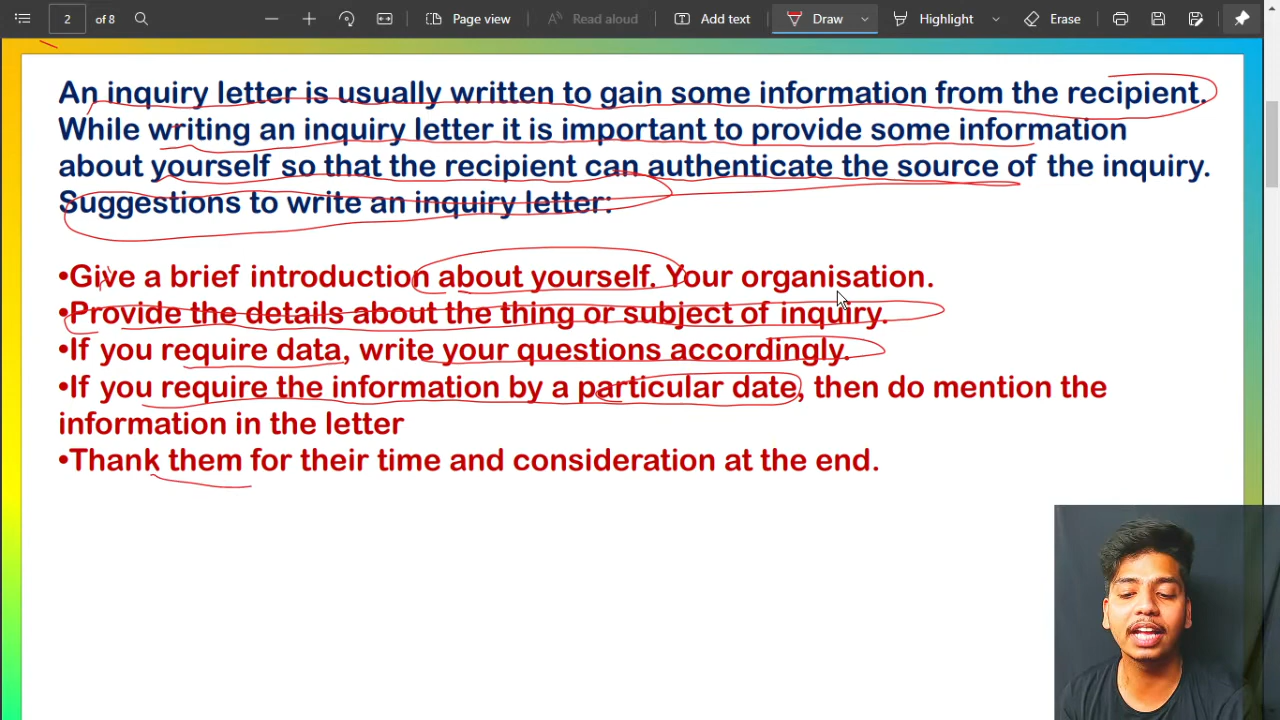 2 of 8 Page view Read aloud Add text Draw Highlight Erase
An inquiry letter is usually written to gain some information from the recipient.
While writing an inquiry letter it is important to provide some information
about yourself so that the recipient can authenticate the source of the inquiry.
Suggestions to write an inquiry letter:
•Give a brief introduction about yourself. Your organisation.
•Provide the details about the thing or subject of inquiry.
•If you require data, write your questions accordingly.
•If you require the information by a particular date, then do mention the
information in the letter
•Thank them for their time and consideration at the end.